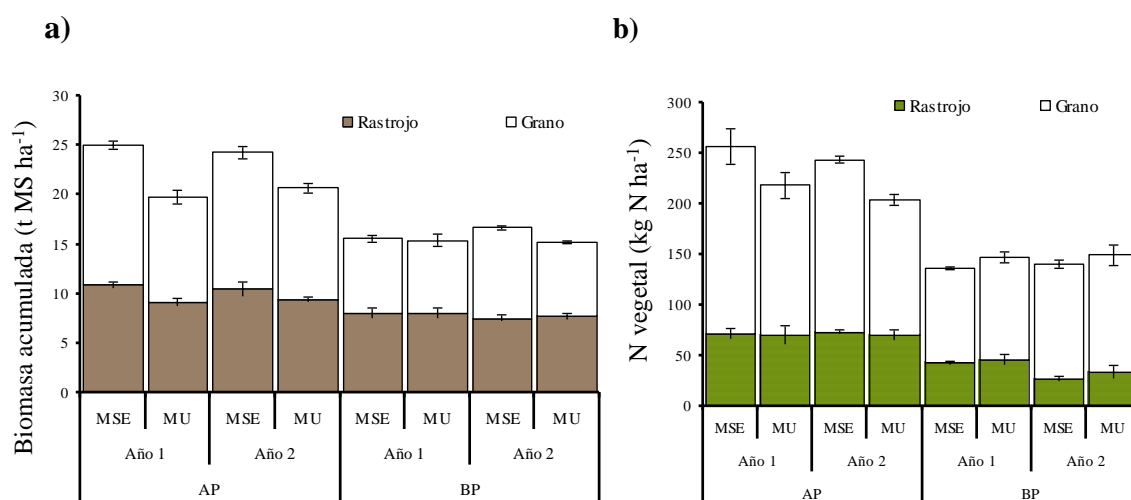 a)
Biomasa acumulada (t MS ha-1)
30
25
20
15
10
5
0
Rastrojo
Grano
MSE MU MSE MU MSE MU MSE MU
Año 1 Año 2 Año 1 Año 2
AP BP
b)
N vegetal (kg N ha-1)
300
250
200
150
100
50
0
Rastrojo
Grano
MSE MU MSE MU MSE MU MSE MU
Año 1 Año 2 Año 1 Año 2
AP BP